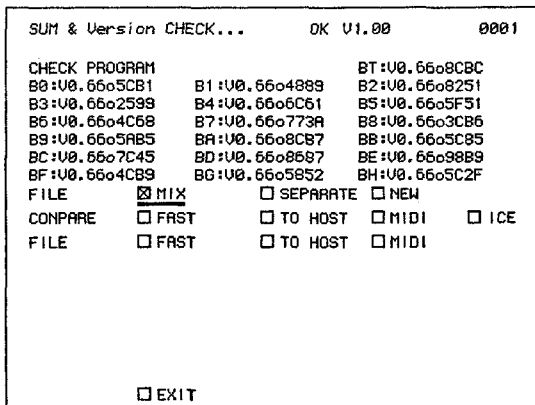 SUM & Version CHECK... OK V1.00 0001
CHECK PROGRAM BT:V0.66o8CBC
B0:V0.66o5CB1 B1:V0.66o4889 B2:V0.66o8251
B3:V0.66o2599 B4:V0.66o6C61 B5:V0.66o5F51
B6:V0.66o4C68 B7:V0.66o773A B8:V0.66o3CB6
B9:V0.66o5AB5 BA:V0.66o8CB7 BB:V0.66o5C85
BC:V0.66o7C45 BD:V0.66o8687 BE:V0.66o98B9
BF:V0.66o4CB9 BG:V0.66o5852 BH:V0.66o5C2F
FILE ☒ MIX ☐ SEPARATE ☐ NEW
CONPARE ☐ FAST ☐ TO HOST ☐ MIDI ☐ ICE
FILE ☐ FAST ☐ TO HOST ☐ MIDI
☐ EXIT